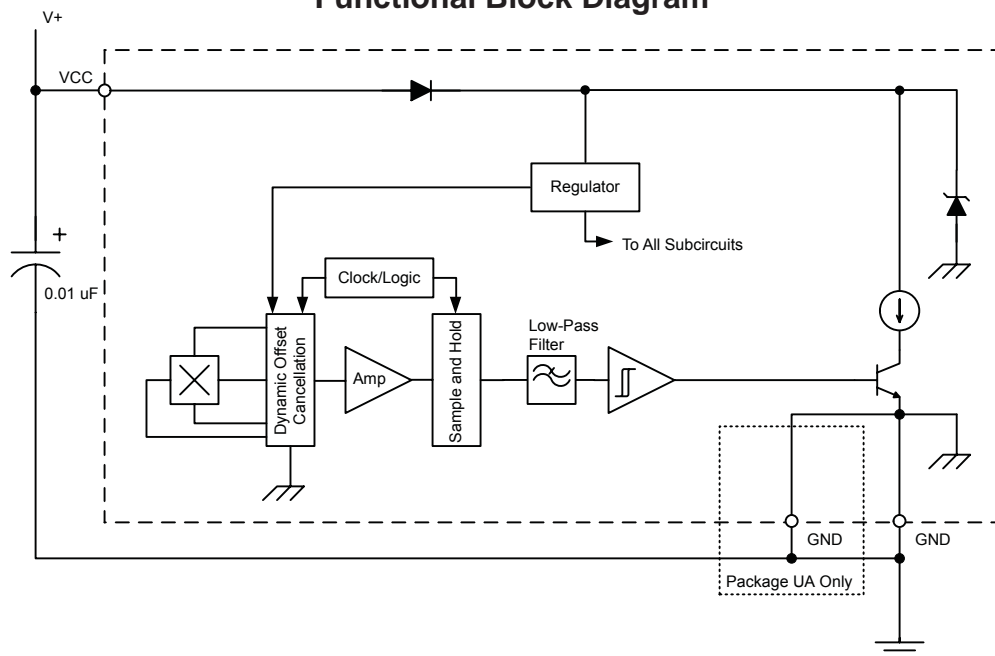 Functional Block Diagram
V+
VCC
Regulator
To All Subcircuits
Clock/Logic
+
0.01 uF
Dynamic Offset
Cancellation
Amp
Sample and Hold
Low-Pass
Filter
GND
GND
Package UA Only